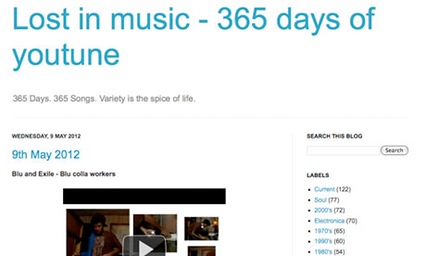 Lost in music - 365 days of
youtune
365 Days. 365 Songs. Variety is the spice of life.
WEDNESDAY, 9 MAY 2012
9th May 2012
Blu and Exile - Blu colla workers
SEARCH THIS BLOG
Search
LABELS
Current (122)
Soul (77)
2000's (72)
Electronica (70)
1970's (65)
1990's (60)
1980's (54)